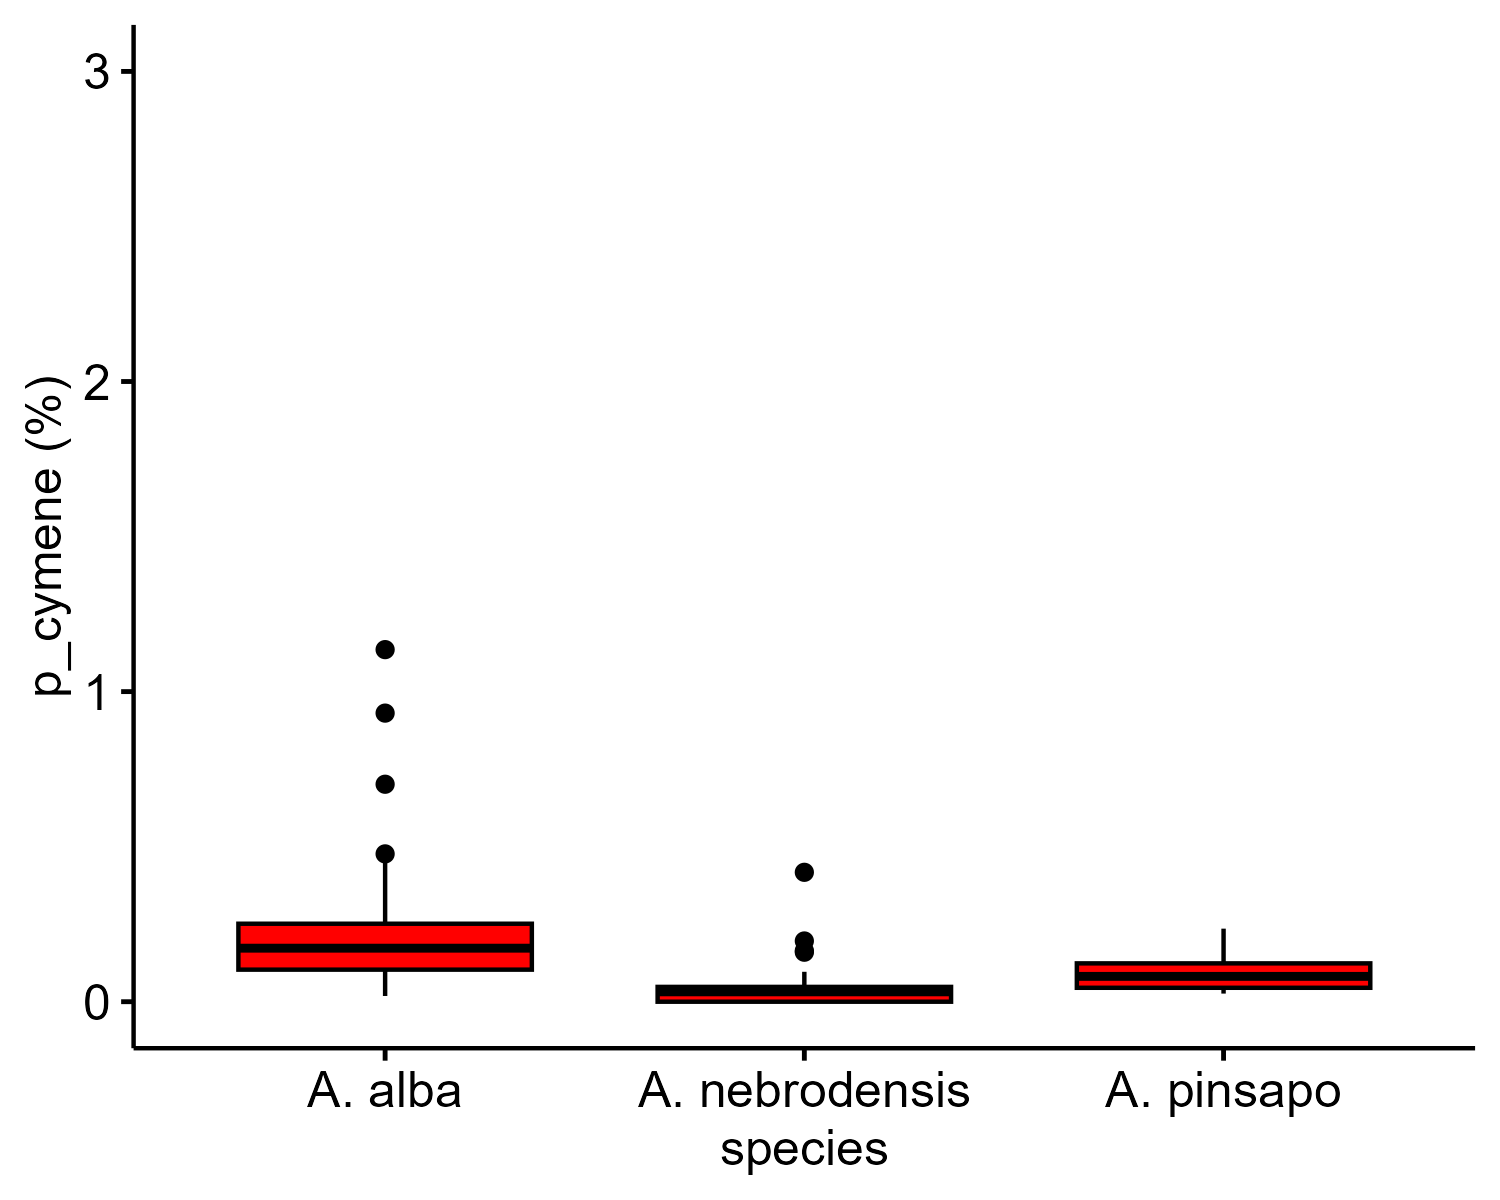 3
2
1
0
p_cymene (%)
A. alba
A. nebrodensis
A. pinsapo
species